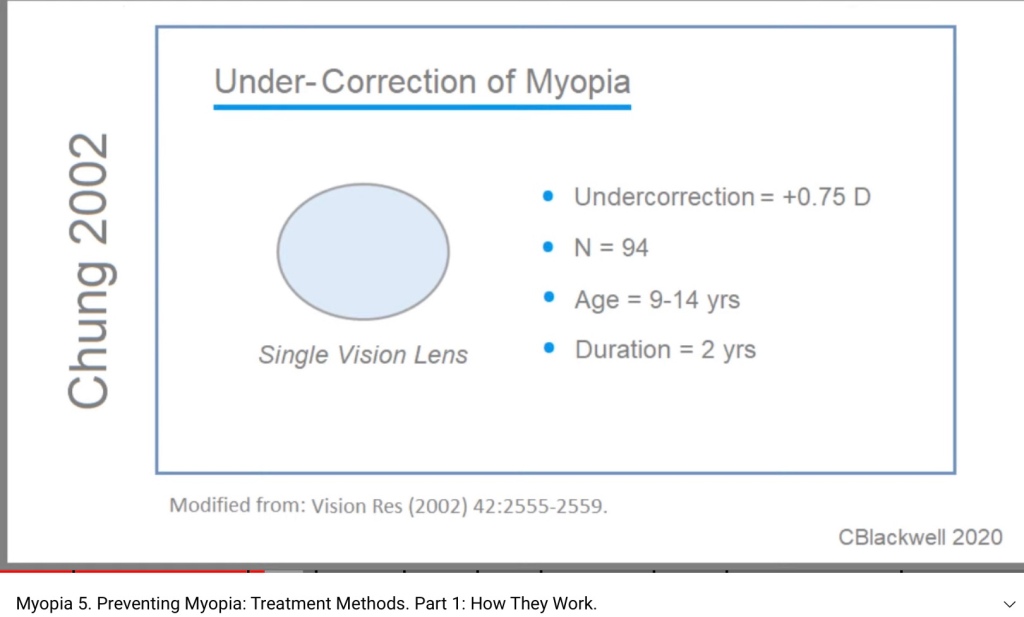 Chung 2002
Under-Correction of Myopia
Single Vision Lens
Undercorrection = +0.75 D
N = 94
Age = 9-14 yrs
Duration = 2 yrs
Modified from: Vision Res (2002) 42:2555-2559.
CBlackwell 2020
Myopia 5. Preventing Myopia: Treatment Methods. Part 1: How They Work.